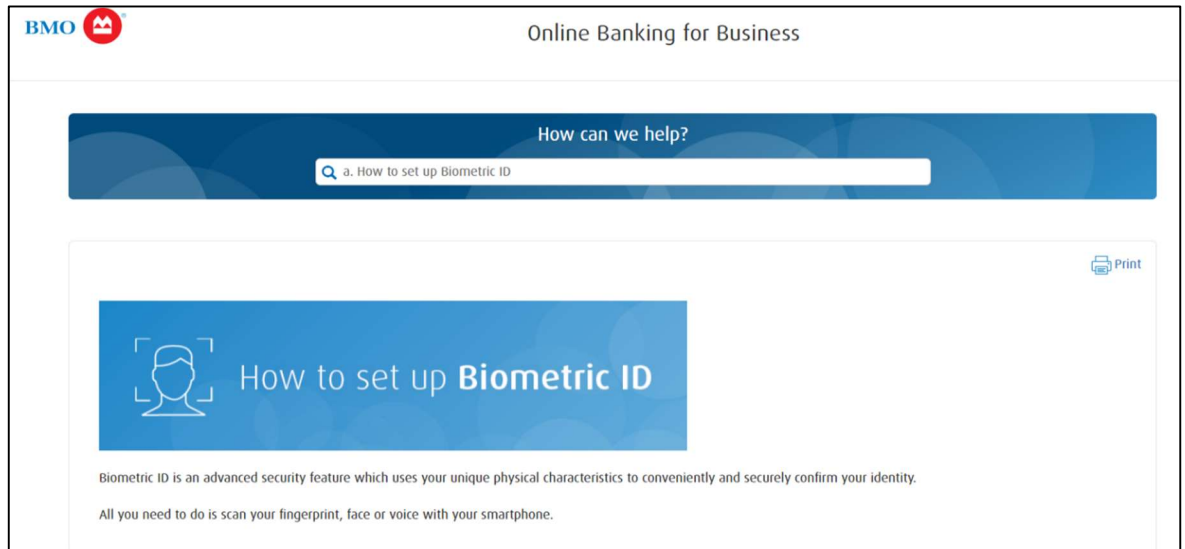 BMO
Online Banking for Business
How can we help?
a. How to set up Biometric ID
Print
How to set up Biometric ID
Biometric ID is an advanced security feature which uses your unique physical characteristics to conveniently and securely confirm your identity.
All you need to do is scan your fingerprint, face or voice with your smartphone.